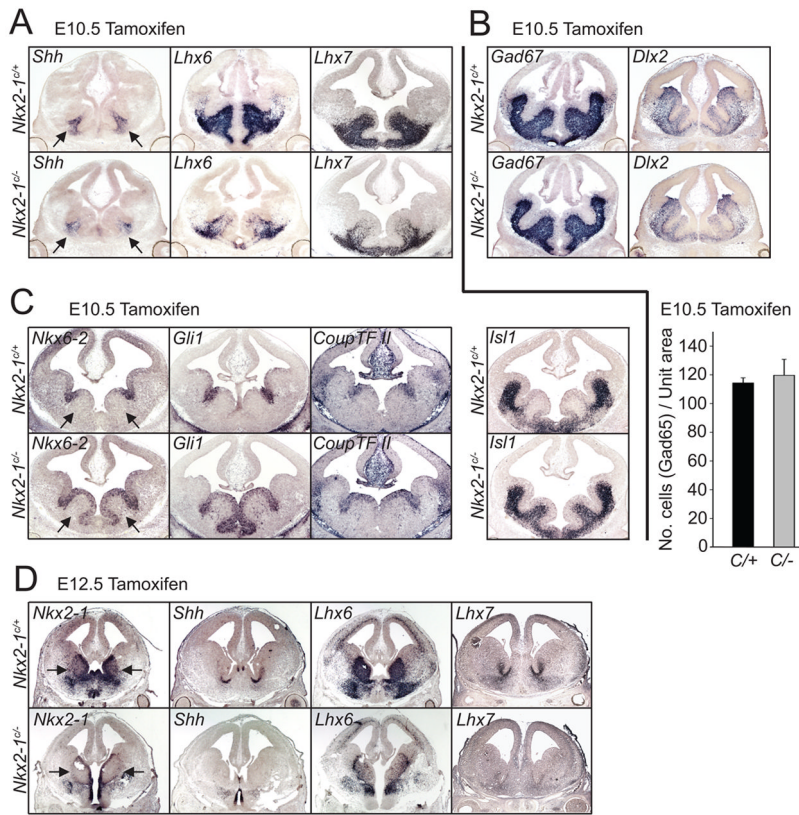 A
E10.5 Tamoxifen
Shh
Lhx6
Lhx7
Nkx2-1c/+
Shh
Lhx6
Lhx7
Nkx2-1c/-
B
E10.5 Tamoxifen
Gad67
Dlx2
Nkx2-1c/+
Gad67
Dlx2
Nkx2-1c/-
C
E10.5 Tamoxifen
Nkx6-2
Gli1
CoupTF II
Isl1
Nkx2-1c/+
Nkx2-1c/+
Nkx6-2
Gli1
CoupTF II
Isl1
Nkx2-1c/-
Nkx2-1c/-
E10.5 Tamoxifen
No. cells (Gad65) / Unit area
140
120
100
80
60
40
20
0
C/+
C/-
D
E12.5 Tamoxifen
Nkx2-1
Shh
Lhx6
Lhx7
Nkx2-1c/+
Nkx2-1
Shh
Lhx6
Lhx7
Nkx2-1c/-